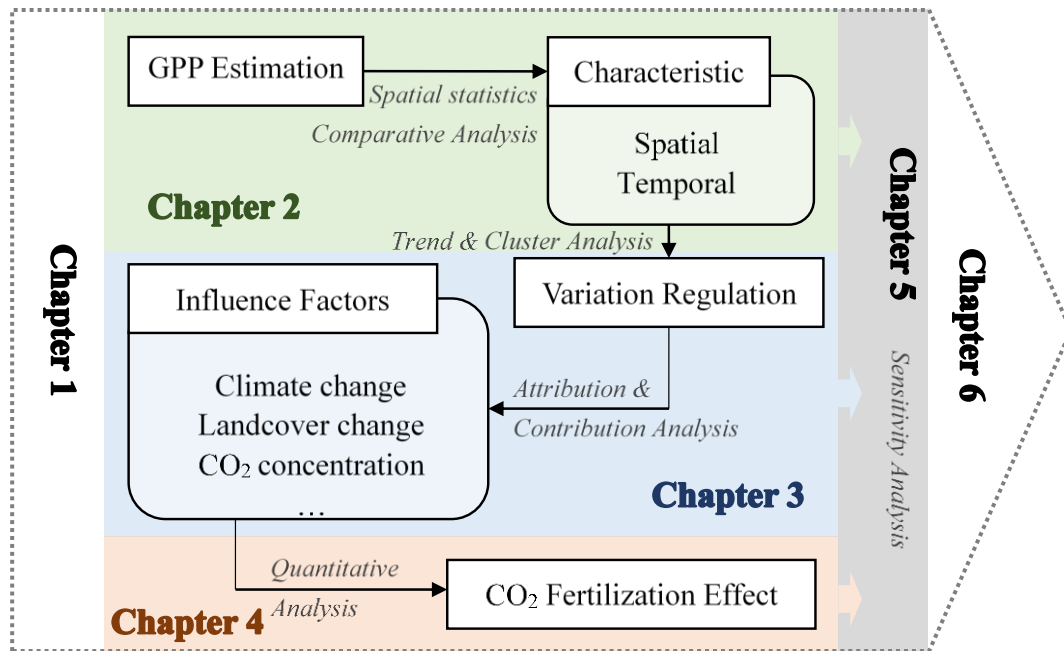 Chapter 1
GPP Estimation
Spatial statistics
Comparative Analysis
Characteristic
Spatial
Temporal
Chapter 2
Trend & Cluster Analysis
Variation Regulation
Influence Factors
Climate change
Landcover change
CO₂ concentration
…
Attribution &
Contribution Analysis
Chapter 3
Quantitative
Analysis
CO₂ Fertilization Effect
Chapter 4
Chapter 5
Sensitivity Analysis
Chapter 6